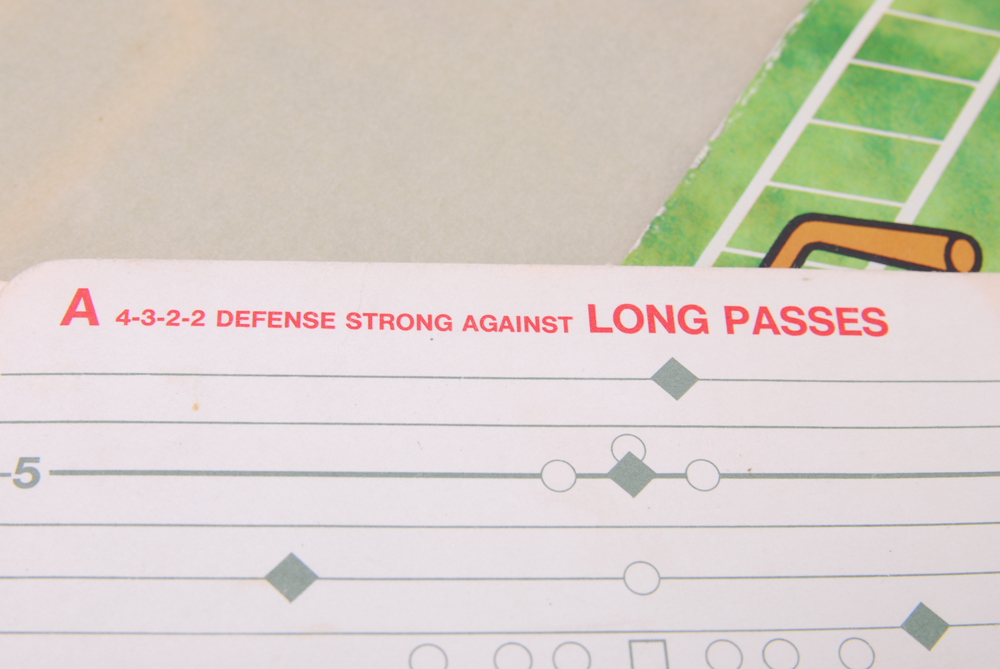 A 4-3-2-2 DEFENSE STRONG AGAINST LONG PASSES
-5